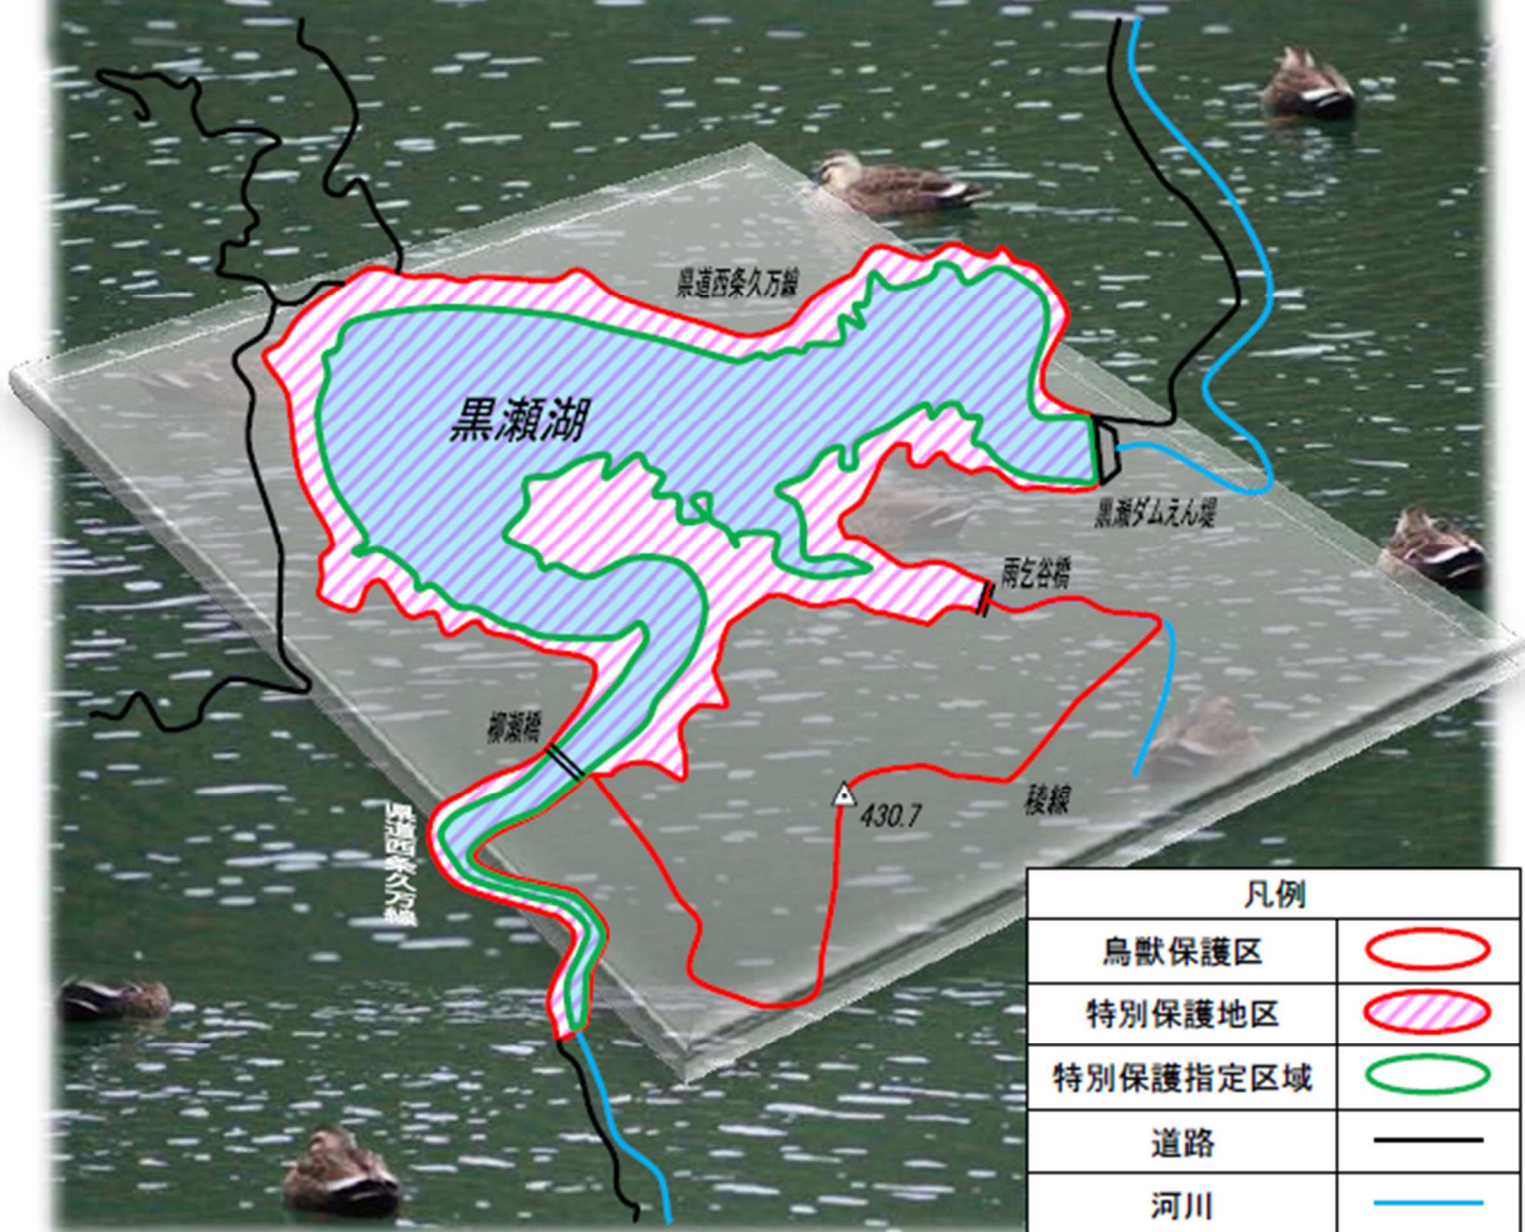 県道西条久万線
黒瀬湖
黒瀬ダムえん堤
雨乞谷橋
柳瀬橋
430.7
稜線
県道西条久万線
凡例
鳥獣保護区
特別保護地区
特別保護指定区域
道路
河川